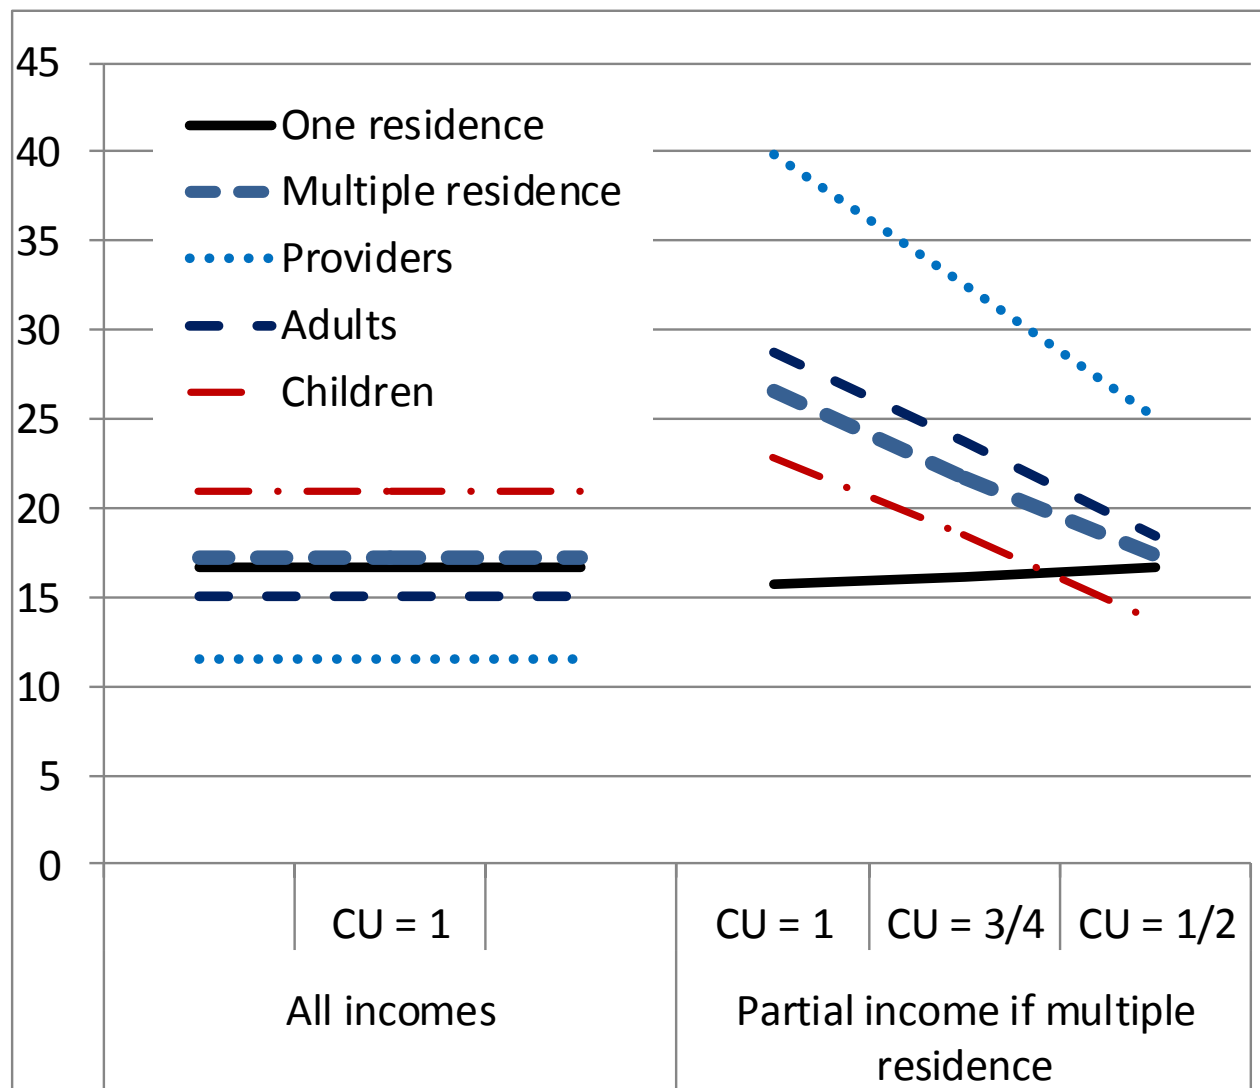 45
40
35
30
25
20
15
10
5
0
One residence
Multiple residence
Providers
Adults
Children
CU = 1
CU = 1
CU = 3/4
CU = 1/2
All incomes
Partial income if multiple
residence